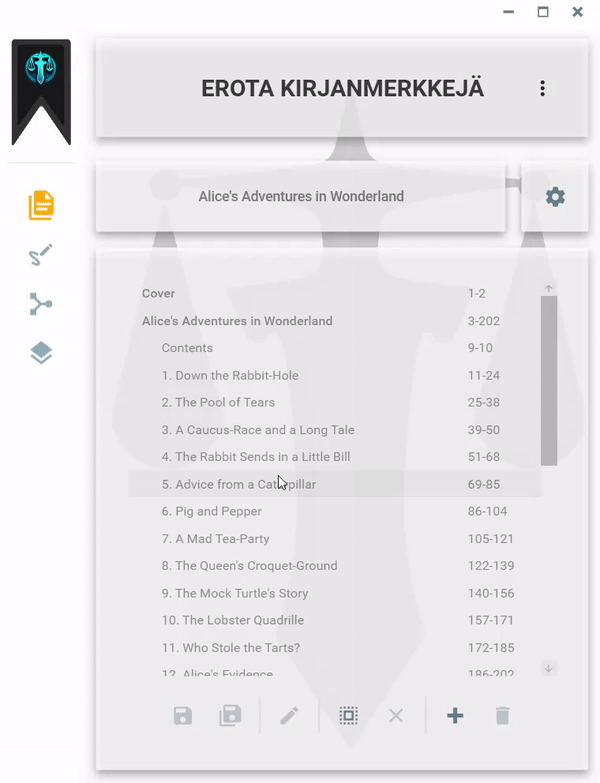 EROTA KIRJANMERKKEJÄ
Alice's Adventures in Wonderland
Cover 1-2
Alice's Adventures in Wonderland 3-202
Contents 9-10
1. Down the Rabbit-Hole 11-24
2. The Pool of Tears 25-38
3. A Caucus-Race and a Long Tale 39-50
4. The Rabbit Sends in a Little Bill 51-68
5. Advice from a Caterpillar 69-85
6. Pig and Pepper 86-104
7. A Mad Tea-Party 105-121
8. The Queen's Croquet-Ground 122-139
9. The Mock Turtle's Story 140-156
10. The Lobster Quadrille 157-171
11. Who Stole the Tarts? 172-185
12. Alice's Evidence 186-202